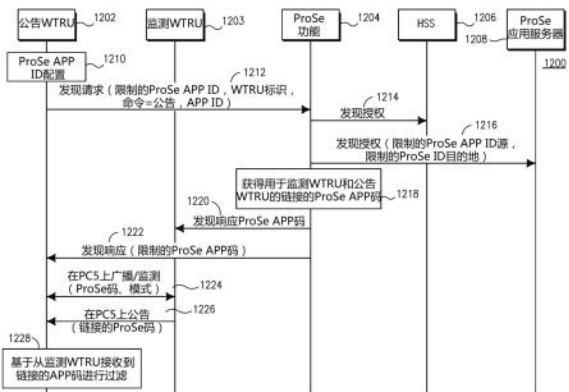 公告WTRU
1202
监测WTRU
1203
ProSe
功能
1204
HSS
1206
ProSe
应用服务器
1208
1200
ProSe APP
ID配置
1210
发现请求（限制的ProSe APP ID，WTRU标识，
命令=公告，APP ID）
1212
1214
发现授权
1216
发现授权（限制的ProSe APP ID源，
限制的ProSe ID目的地）
获得用于监测WTRU和公告
WTRU的链接的ProSe APP码
1218
1220
发现响应ProSe APP码
1222
发现响应（限制的ProSe APP码）
在PC5上广播/监测
（ProSe码、模式）
1224
在PC5上公告
（链接的ProSe码）
1226
1228
基于从监测WTRU接收到
链接的APP码进行过滤